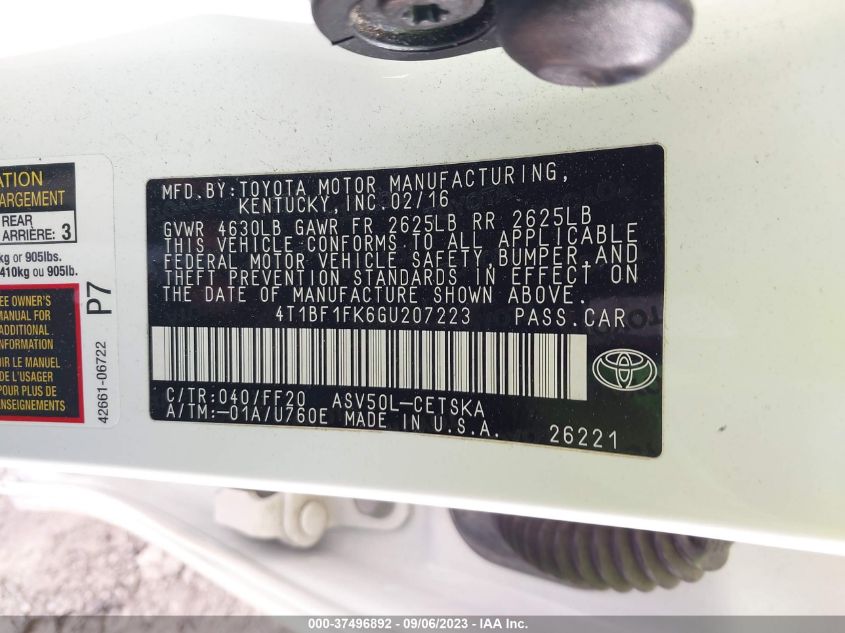 ATION
ARGEMENT
REAR
ARRIÈRE: 3
kg or 905lbs.
410kg ou 905lb.
EE OWNER'S
MANUAL FOR
ADDITIONAL
INFORMATION
OIR LE MANUEL
DE L'USAGER
POUR PLUS DE
P7
42661-06722
MFD. BY: TOYOTA MOTOR MANUFACTURING,
KENTUCKY, INC. 02/16
GVWR 4630LB GAWR FR 2625LB RR 2625LB
THIS VEHICLE CONFORMS TO ALL APPLICABLE
FEDERAL MOTOR VEHICLE SAFETY, BUMPER, AND
THEFT PREVENTION STANDARDS IN EFFECT ON
THE DATE OF MANUFACTURE SHOWN ABOVE.
4T1BF1FK6GU207223 PASS. CAR
C/TR: 040/FF20 ASV50L-CETSKA
A/TM: -01A/U760E MADE IN U.S.A. 26221
000-37496892 - 09/06/2023 - IAA Inc.